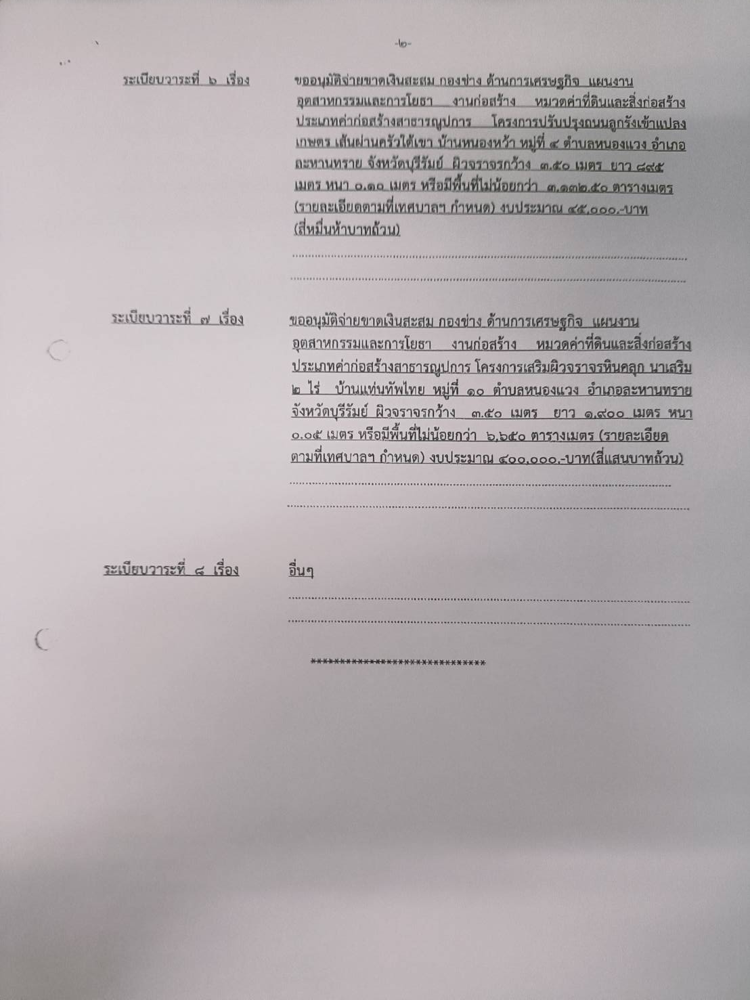 -๒-
ระเบียบวาระที่ ๖ เรื่อง ขออนุมัติจ่ายขาดเงินสะสม กองช่าง ด้านการเศรษฐกิจ แผนงาน
อุตสาหกรรมและการโยธา งานก่อสร้าง หมวดค่าที่ดินและสิ่งก่อสร้าง
ประเภทค่าก่อสร้างสาธารณูปการ โครงการปรับปรุงถนนลูกรังเข้าแปลง
เกษตร เส้นผ่านครัวใต้เขา บ้านหนองหว้า หมู่ที่ ๔ ตำบลหนองแวง อำเภอ
ละหานทราย จังหวัดบุรีรัมย์ ผิวจราจรกว้าง ๓.๕๐ เมตร ยาว ๘๙๕
เมตร หนา ๐.๑๐ เมตร หรือมีพื้นที่ไม่น้อยกว่า ๓,๑๓๒.๕๐ ตารางเมตร
(รายละเอียดตามที่เทศบาลฯ กำหนด) งบประมาณ ๔๕,๐๐๐.-บาท
(สี่หมื่นห้าบาทถ้วน)
ระเบียบวาระที่ ๗ เรื่อง ขออนุมัติจ่ายขาดเงินสะสม กองช่าง ด้านการเศรษฐกิจ แผนงาน
อุตสาหกรรมและการโยธา งานก่อสร้าง หมวดค่าที่ดินและสิ่งก่อสร้าง
ประเภทค่าก่อสร้างสาธารณูปการ โครงการเสริมผิวจราจรหินคลุก นาเสริม
๒ ไร่ บ้านแท่นทัพไทย หมู่ที่ ๑๐ ตำบลหนองแวง อำเภอละหานทราย
จังหวัดบุรีรัมย์ ผิวจราจรกว้าง ๓.๕๐ เมตร ยาว ๑,๙๐๐ เมตร หนา
๐.๐๕ เมตร หรือมีพื้นที่ไม่น้อยกว่า ๖,๖๕๐ ตารางเมตร (รายละเอียด
ตามที่เทศบาลฯ กำหนด) งบประมาณ ๔๐๐,๐๐๐.-บาท(สี่แสนบาทถ้วน)
ระเบียบวาระที่ ๘ เรื่อง อื่นๆ
******************************